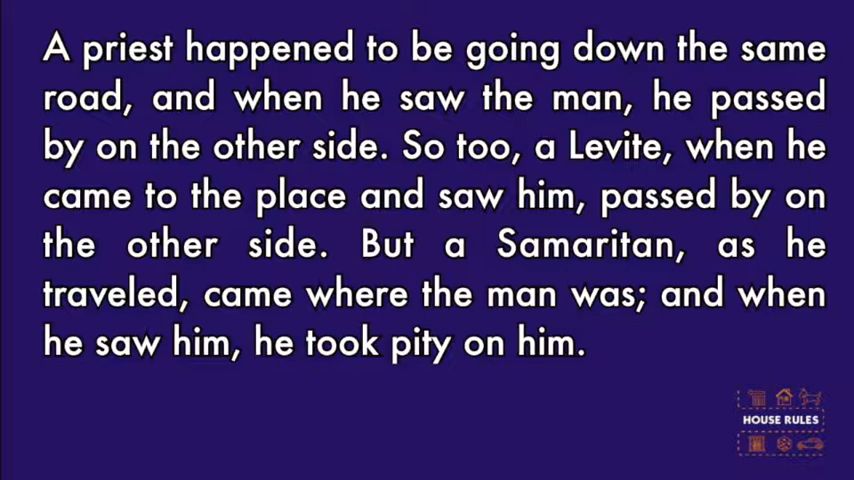 A priest happened to be going down the same
road, and when he saw the man, he passed
by on the other side. So too, a Levite, when he
came to the place and saw him, passed by on
the other side. But a Samaritan, as he
traveled, came where the man was; and when
he saw him, he took pity on him.
HOUSE RULES